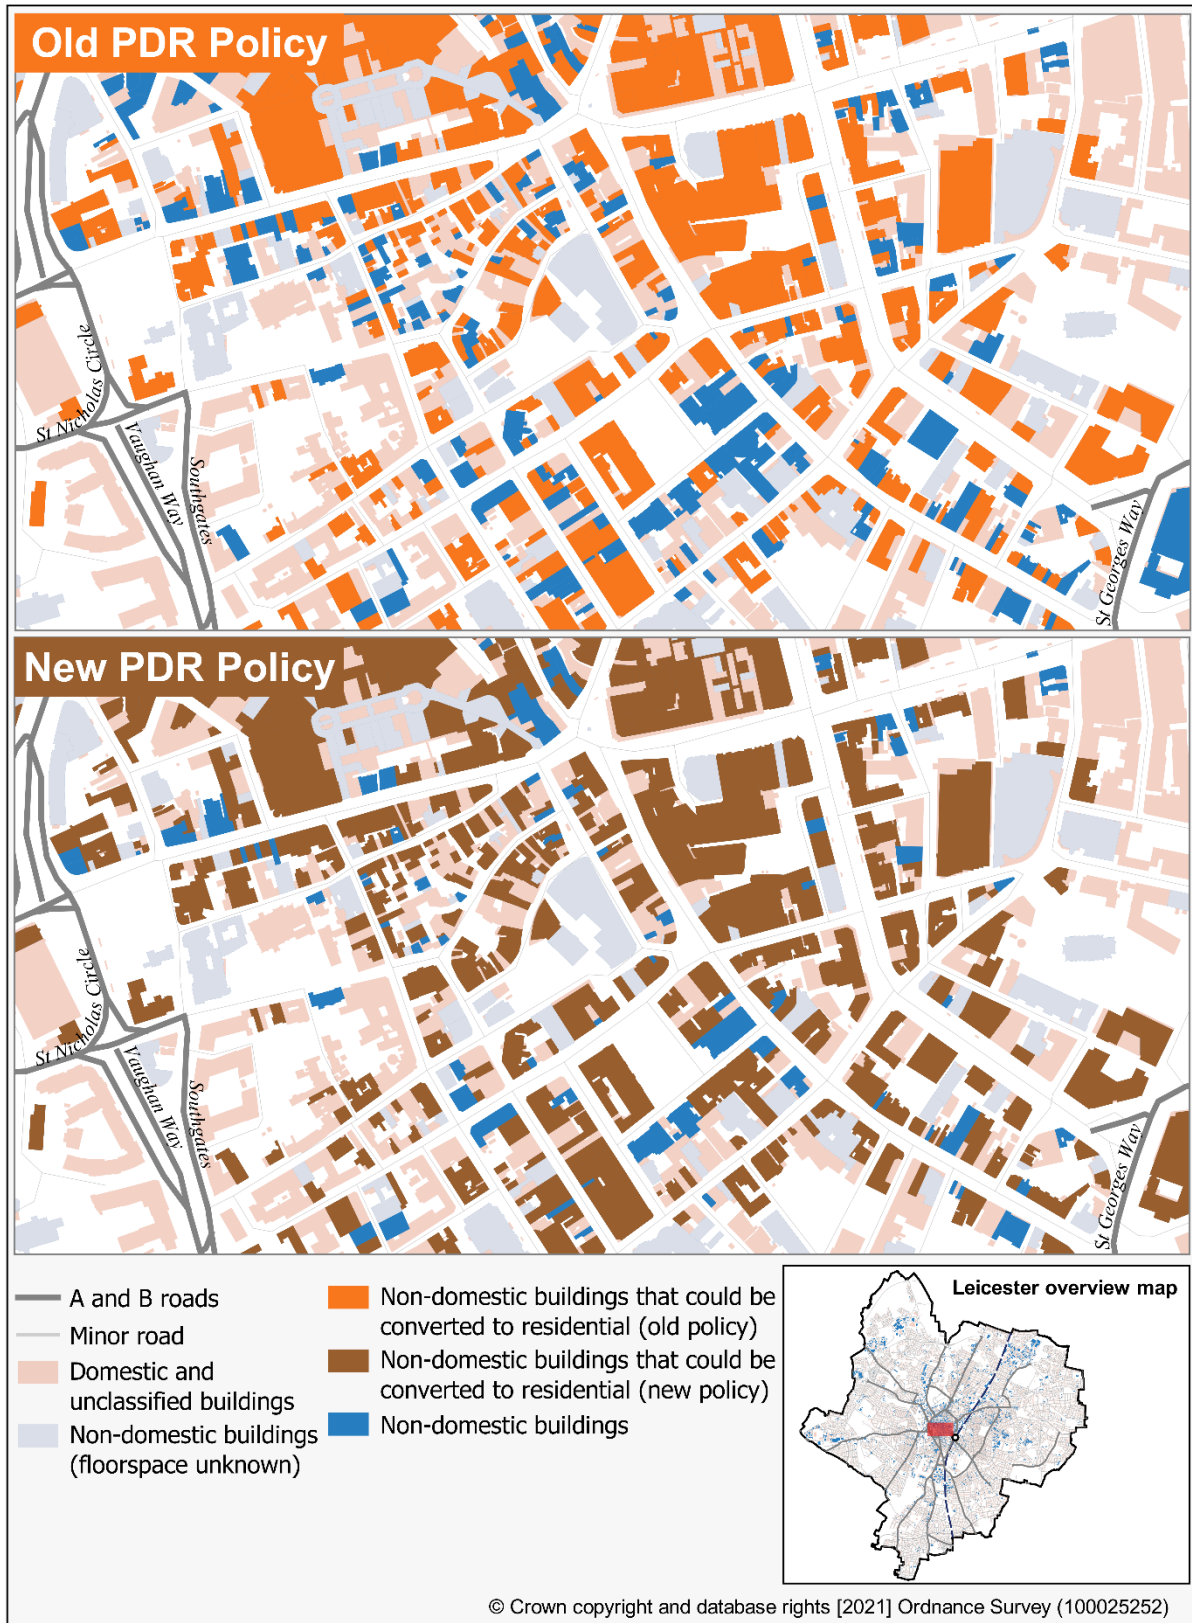 Old PDR Policy
St Nicholas Circle
Vaughan Way
Southgates
St Georges Way
New PDR Policy
St Nicholas Circle
Vaughan Way
Southgates
St Georges Way
A and B roads
Minor road
Domestic and
unclassified buildings
Non-domestic buildings
(floorspace unknown)
Non-domestic buildings that could be
converted to residential (old policy)
Non-domestic buildings that could be
converted to residential (new policy)
Non-domestic buildings
Leicester overview map
© Crown copyright and database rights [2021] Ordnance Survey (100025252)